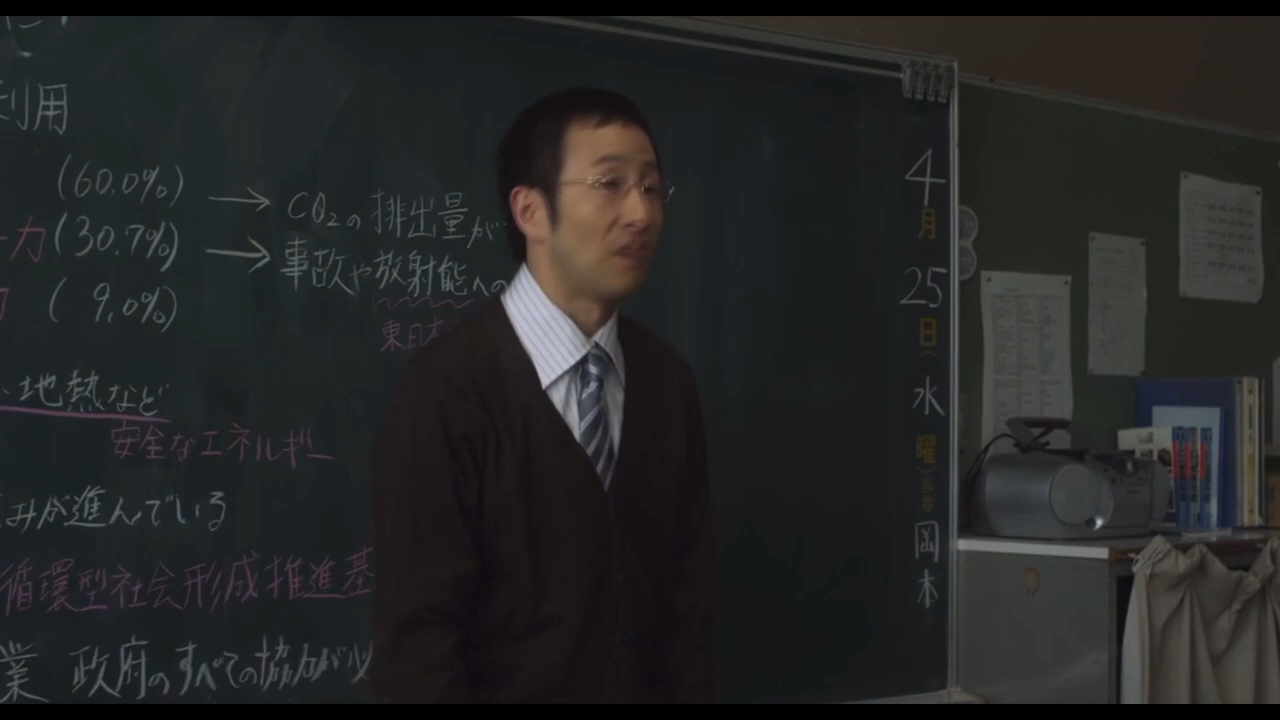 利用
(60.0%) → CO₂の排出量が
力(30.7%) → 事故や放射能への
( 9.0%)
東日本
地熱など
安全なエネルギー
みが進んでいる
循環型社会形成推進基
業 政府のすべての協力が必
4
月
25
日
(
水
曜
)
日番
岡
本